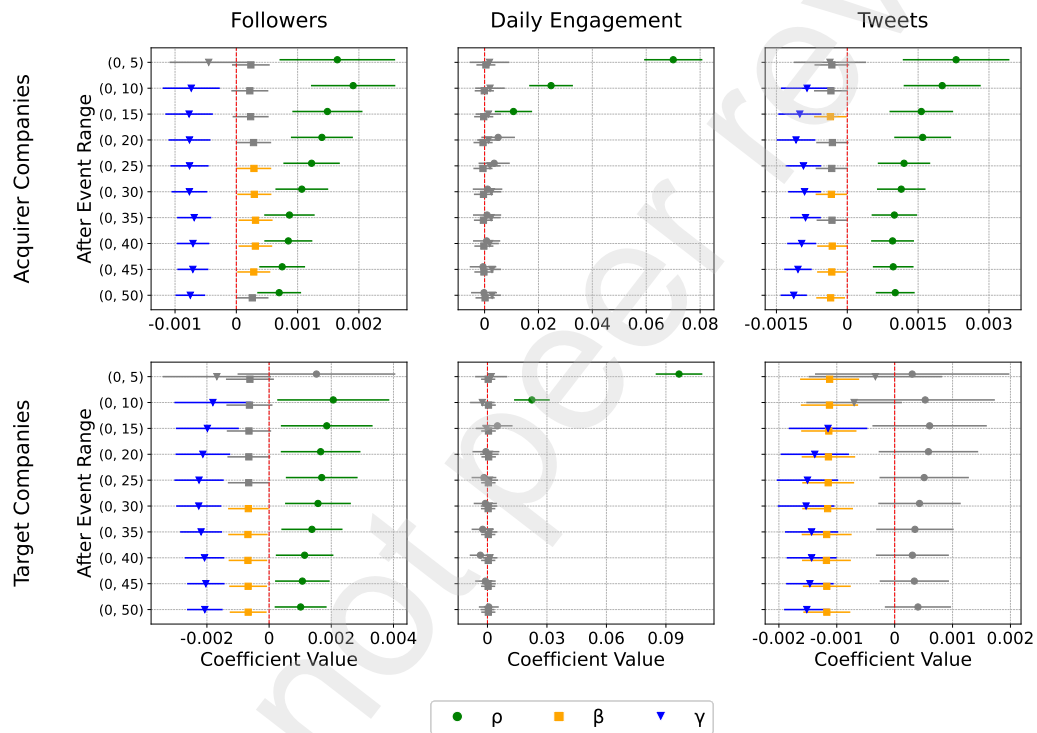 Followers
Daily Engagement
Tweets
Acquirer Companies
After Event Range
(0, 5)
(0, 10)
(0, 15)
(0, 20)
(0, 25)
(0, 30)
(0, 35)
(0, 40)
(0, 45)
(0, 50)
-0.001 0 0.001 0.002
0 0.02 0.04 0.06 0.08
-0.0015 0 0.0015 0.003
Target Companies
After Event Range
(0, 5)
(0, 10)
(0, 15)
(0, 20)
(0, 25)
(0, 30)
(0, 35)
(0, 40)
(0, 45)
(0, 50)
-0.002 0 0.002 0.004
0 0.03 0.06 0.09
-0.002 -0.001 0 0.001 0.002
Coefficient Value
Coefficient Value
Coefficient Value
ρ β γ
not peer rev